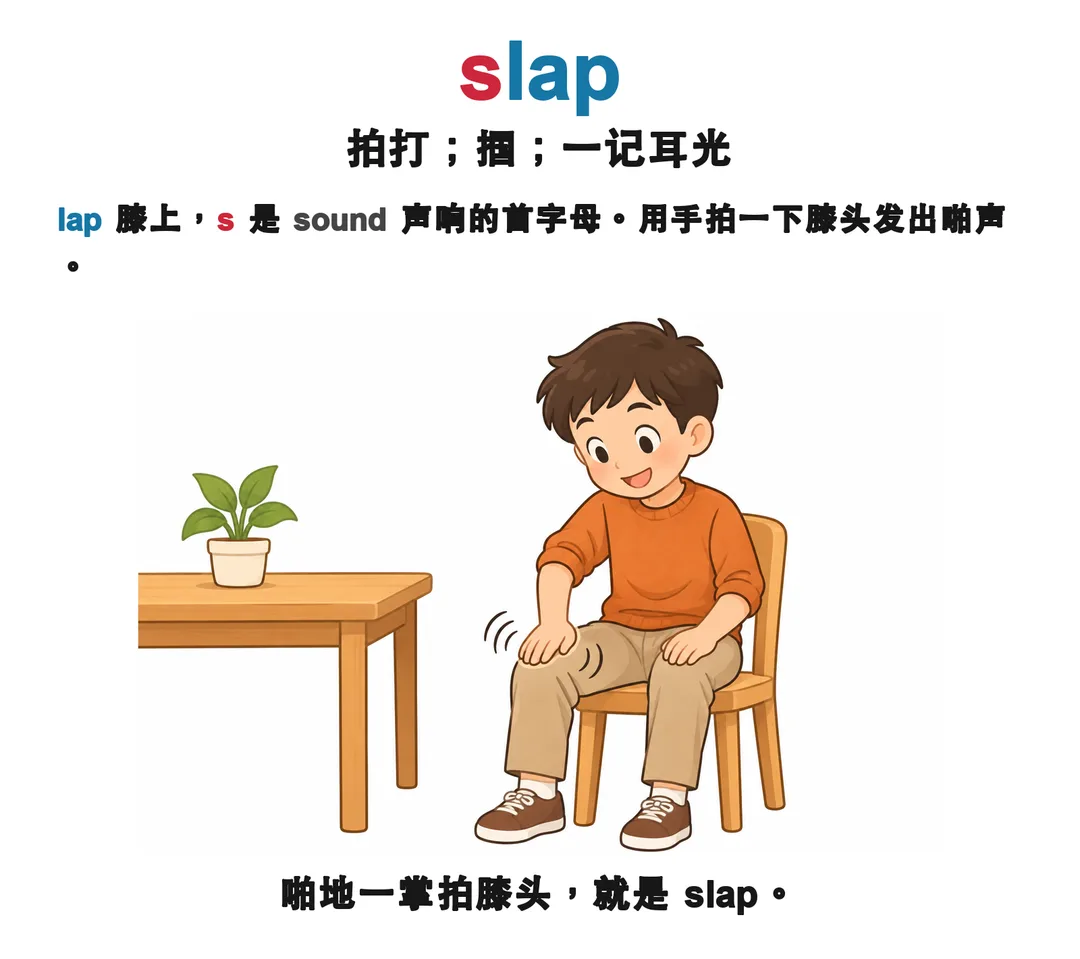 slap
拍打；掴；一记耳光
lap 膝上，s 是 sound 声响的首字母。用手拍一下膝头发出啪声
。
啪地一掌拍膝头，就是 slap。